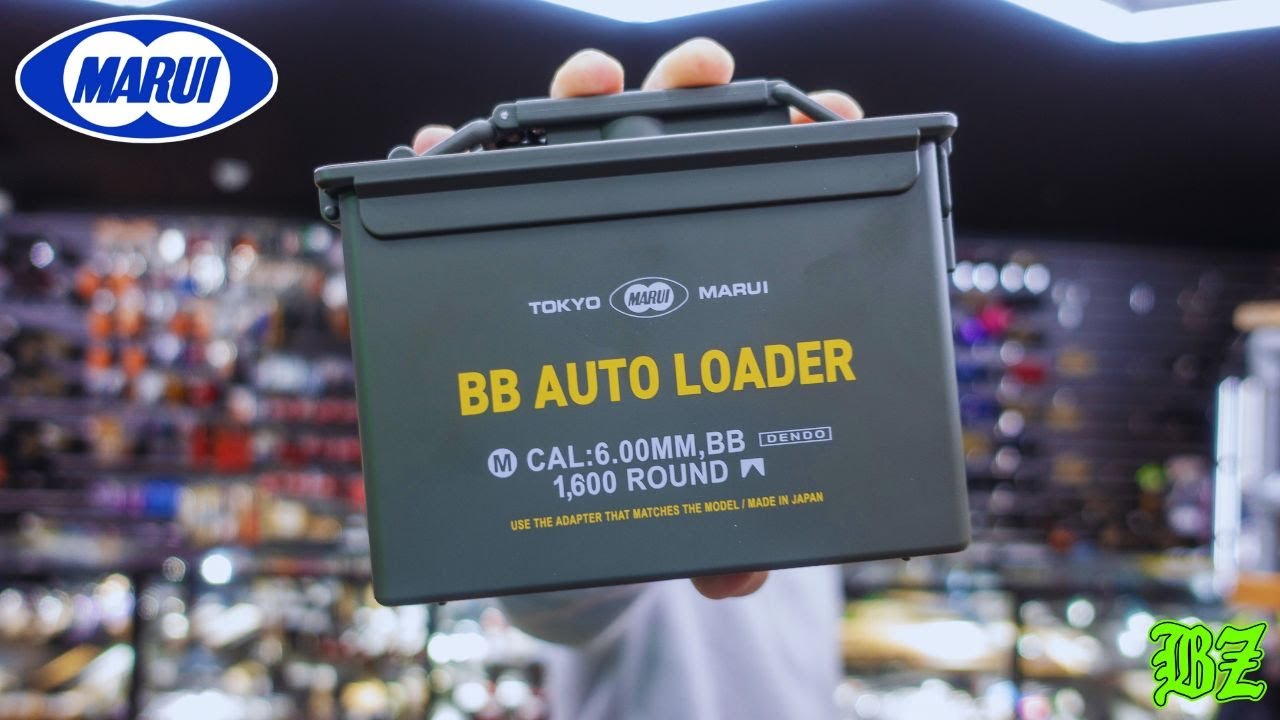 MARUI
TOKYO MARUI MARUI
BB AUTO LOADER
M CAL:6.00MM,BB DENDO
1,600 ROUND
USE THE ADAPTER THAT MATCHES THE MODEL / MADE IN JAPAN
BZ